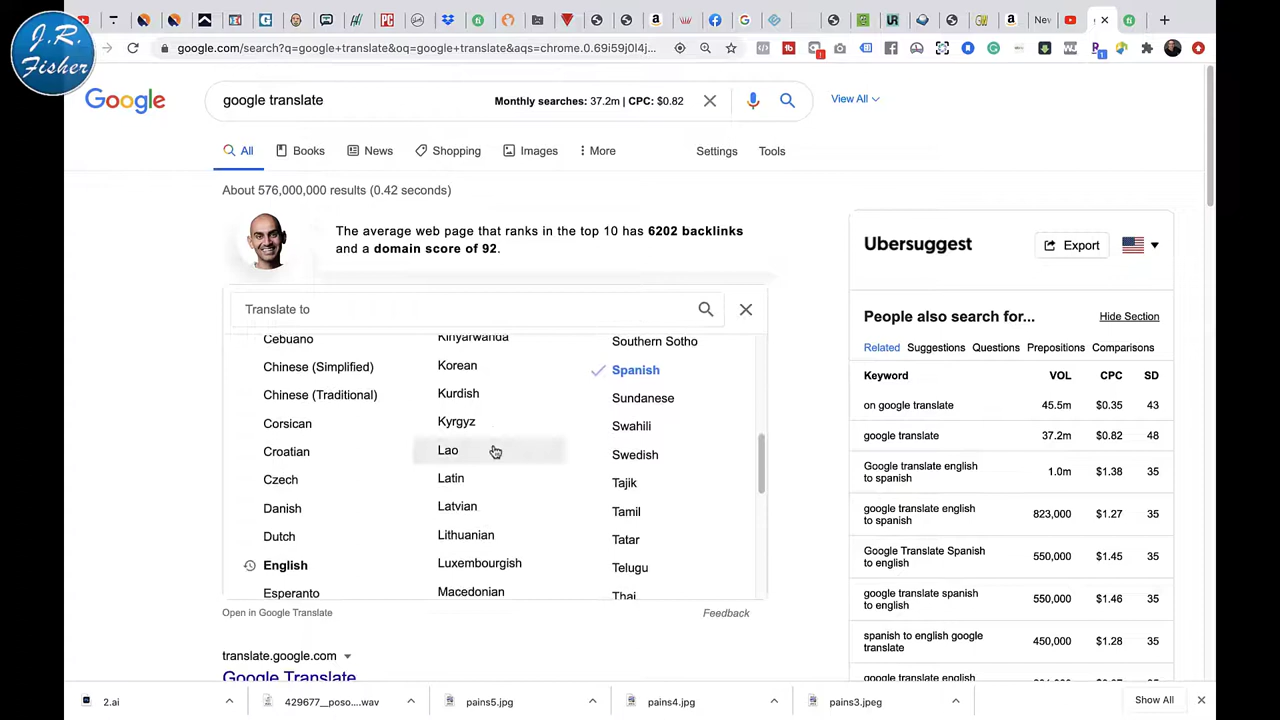 J.R.
Fisher
google.com/search?q=google+translate&oq=google+translate&aqs=chrome.0.69i59j0l4j...
New
Google
google translate
Monthly searches: 37.2m | CPC: $0.82
View All
All
Books
News
Shopping
Images
More
Settings
Tools
About 576,000,000 results (0.42 seconds)
The average web page that ranks in the top 10 has 6202 backlinks
and a domain score of 92.
Translate to
Cebuano
Chinese (Simplified)
Chinese (Traditional)
Corsican
Croatian
Czech
Danish
Dutch
English
Esperanto
Kinyarwanda
Korean
Kurdish
Kyrgyz
Lao
Latin
Latvian
Lithuanian
Luxembourgish
Macedonian
Southern Sotho
Spanish
Sundanese
Swahili
Swedish
Tajik
Tamil
Tatar
Telugu
Thai
Open in Google Translate
Feedback
translate.google.com
Google Translate
Ubersuggest
Export
People also search for...
Hide Section
Related Suggestions Questions Prepositions Comparisons
Keyword VOL CPC SD
on google translate 45.5m $0.35 43
google translate 37.2m $0.82 48
Google translate english
to spanish 1.0m $1.38 35
google translate english
to spanish 823,000 $1.27 35
Google Translate Spanish
to english 550,000 $1.45 35
google translate spanish
to english 550,000 $1.46 35
spanish to english google
translate 450,000 $1.28 35
google translate english
2.ai
429677__poso....wav
pains5.jpg
pains4.jpg
pains3.jpeg
Show All